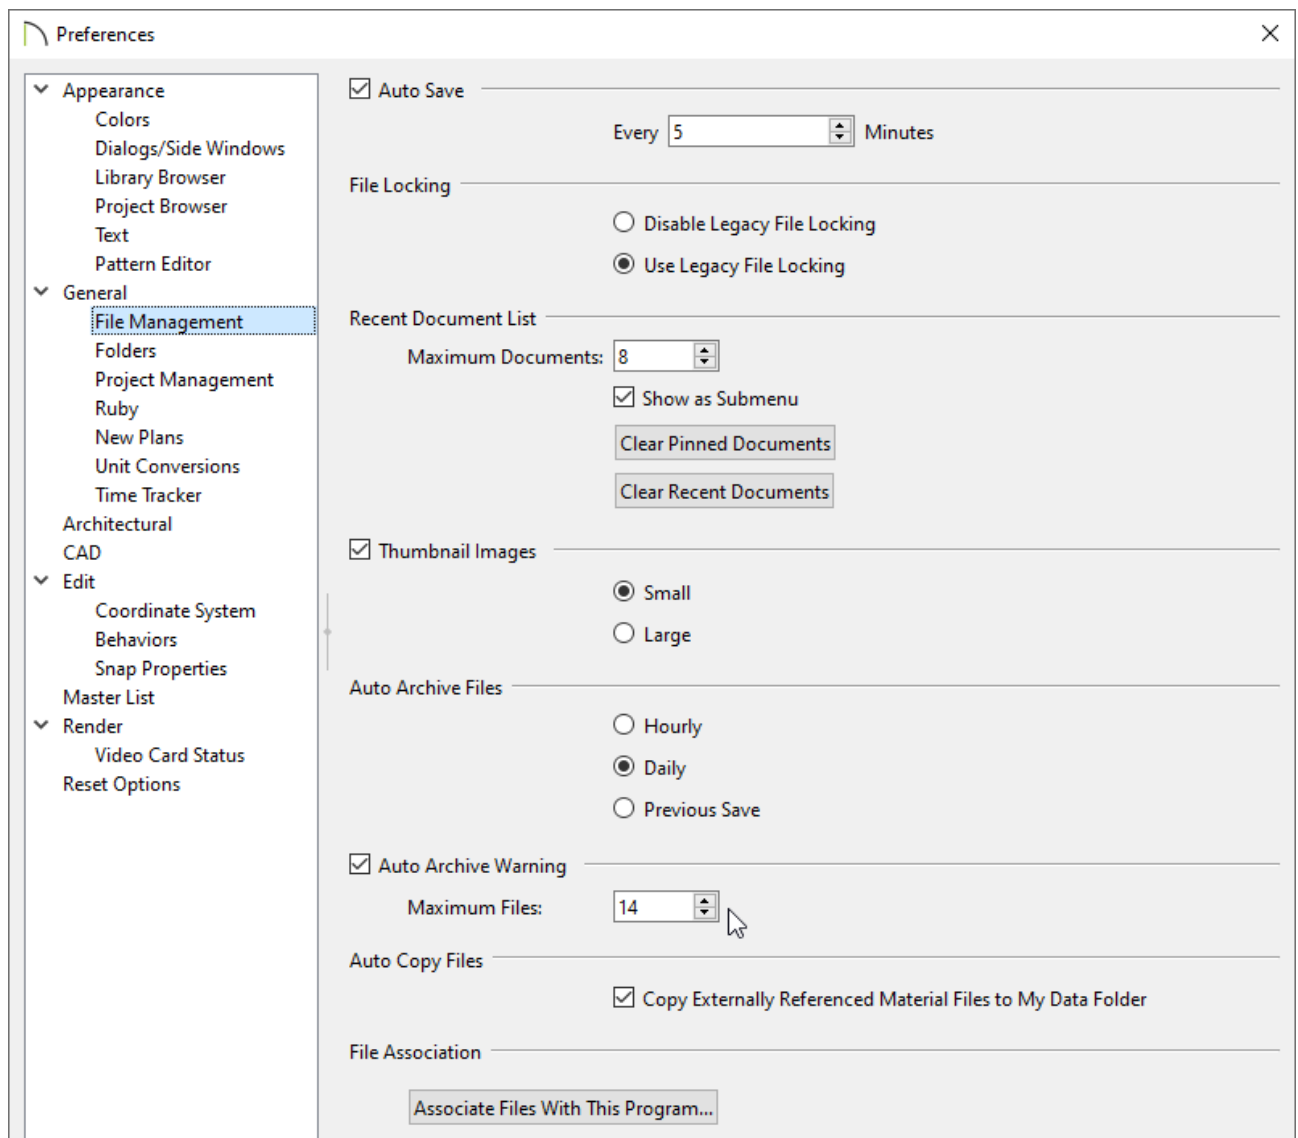 Preferences
Appearance
Colors
Dialogs/Side Windows
Library Browser
Project Browser
Text
Pattern Editor
General
File Management
Folders
Project Management
Ruby
New Plans
Unit Conversions
Time Tracker
Architectural
CAD
Edit
Coordinate System
Behaviors
Snap Properties
Master List
Render
Video Card Status
Reset Options
Auto Save
Every 5 Minutes
File Locking
Disable Legacy File Locking
Use Legacy File Locking
Recent Document List
Maximum Documents: 8
Show as Submenu
Clear Pinned Documents
Clear Recent Documents
Thumbnail Images
Small
Large
Auto Archive Files
Hourly
Daily
Previous Save
Auto Archive Warning
Maximum Files: 14
Auto Copy Files
Copy Externally Referenced Material Files to My Data Folder
File Association
Associate Files With This Program...